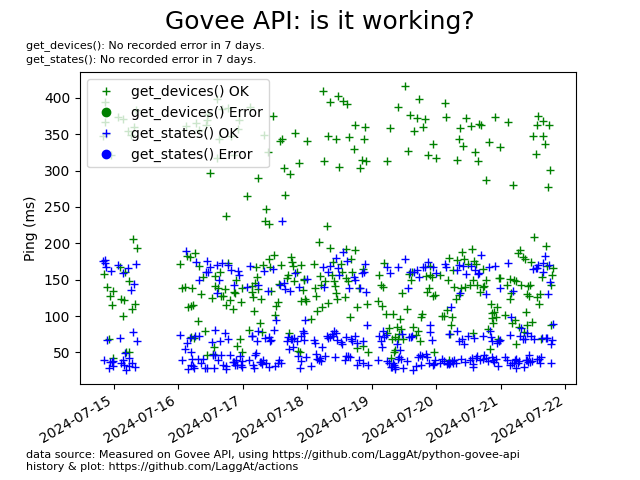 Govee API: is it working?
get_devices(): No recorded error in 7 days.
get_states(): No recorded error in 7 days.
get_devices() OK
get_devices() Error
get_states() OK
get_states() Error
Ping (ms)
400
350
300
250
200
150
100
50
2024-07-15
2024-07-16
2024-07-17
2024-07-18
2024-07-19
2024-07-20
2024-07-21
2024-07-22
data source: Measured on Govee API, using https://github.com/LaggAt/python-govee-api
history & plot: https://github.com/LaggAt/actions